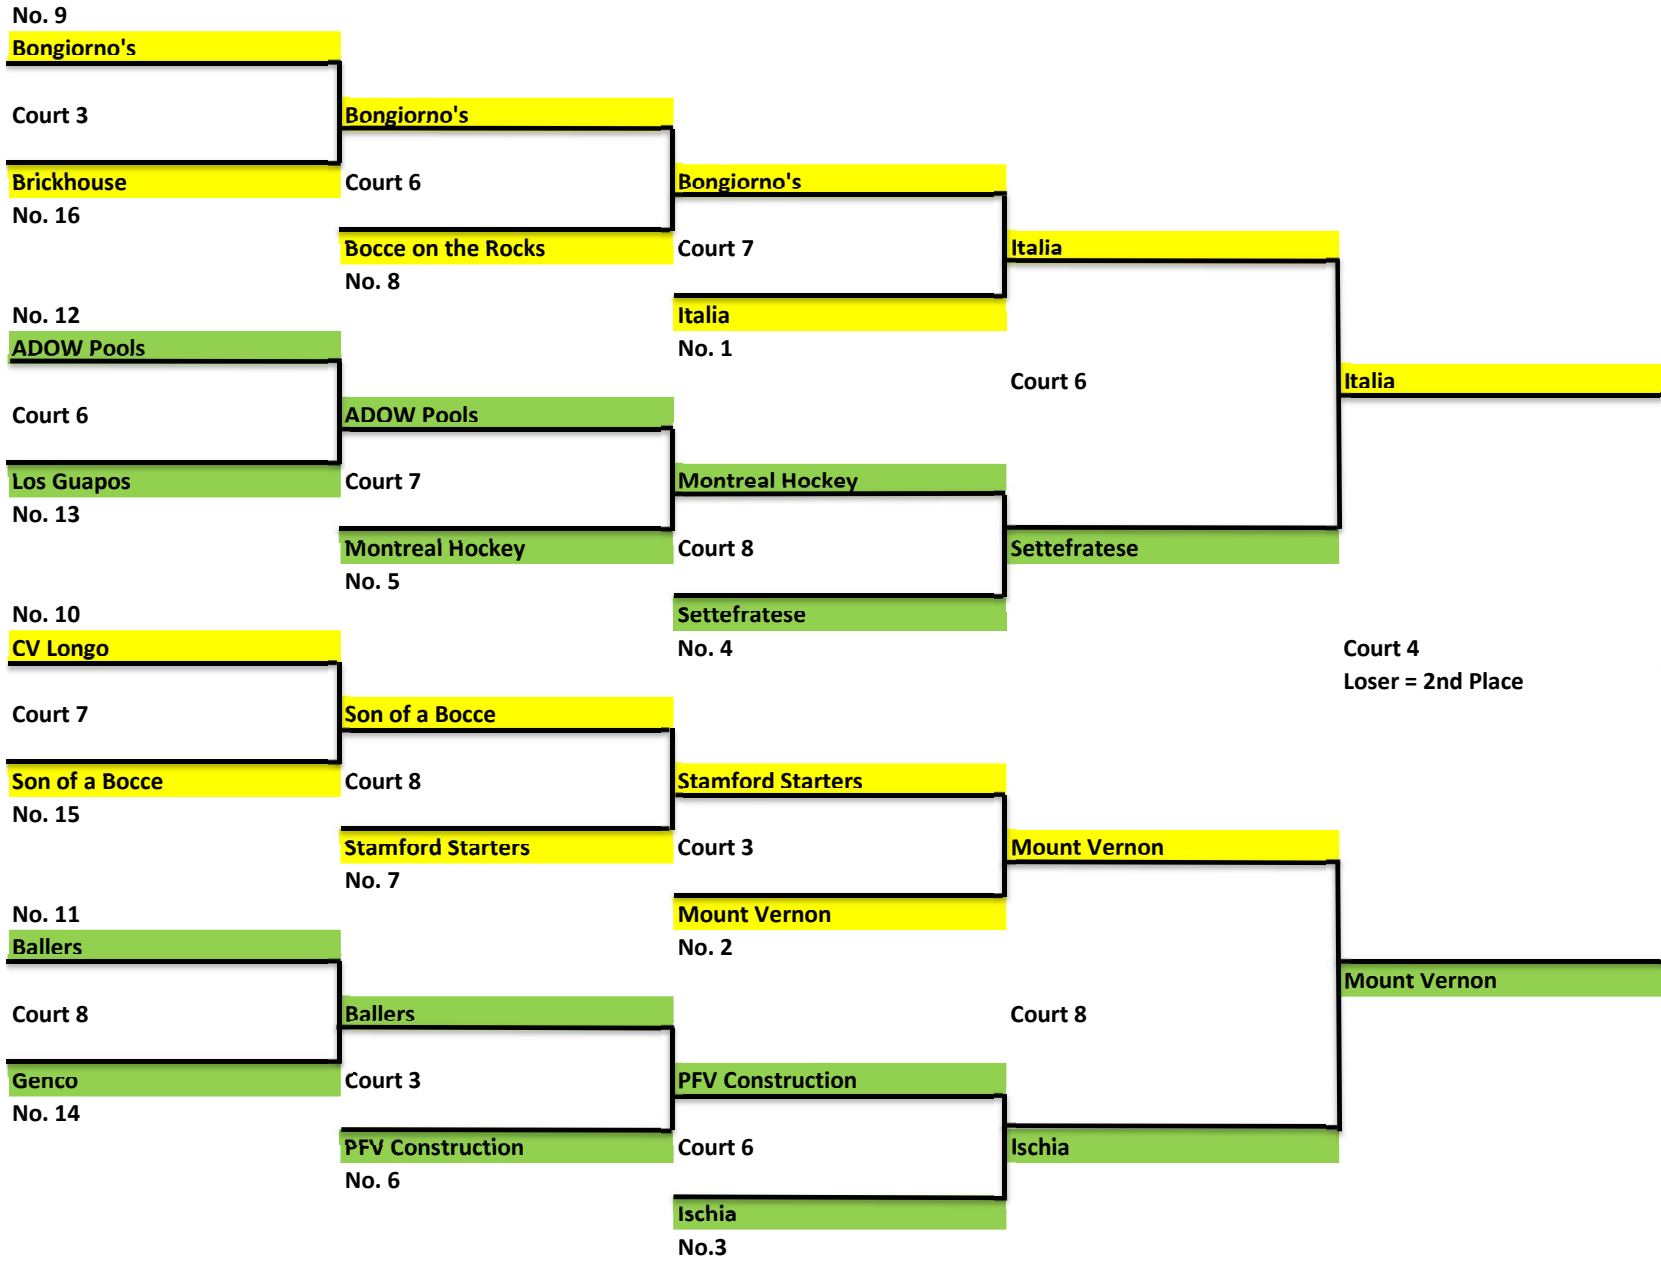 No. 9
Bongiorno's
Court 3
Bongiorno's
Brickhouse
Court 6
Bongiorno's
No. 16
Bocce on the Rocks
Court 7
Italia
No. 8
No. 12
Italia
ADOW Pools
No. 1
Court 6
Italia
Court 6
ADOW Pools
Los Guapos
Court 7
Montreal Hockey
No. 13
Montreal Hockey
Court 8
Settefratese
No. 5
No. 10
Settefratese
CV Longo
No. 4
Court 4
Loser = 2nd Place
Court 7
Son of a Bocce
Son of a Bocce
Court 8
Stamford Starters
No. 15
Stamford Starters
Court 3
Mount Vernon
No. 7
No. 11
Mount Vernon
Ballers
No. 2
Mount Vernon
Court 8
Ballers
Court 8
Genco
Court 3
PFV Construction
No. 14
PFV Construction
Court 6
Ischia
No. 6
Ischia
No.3